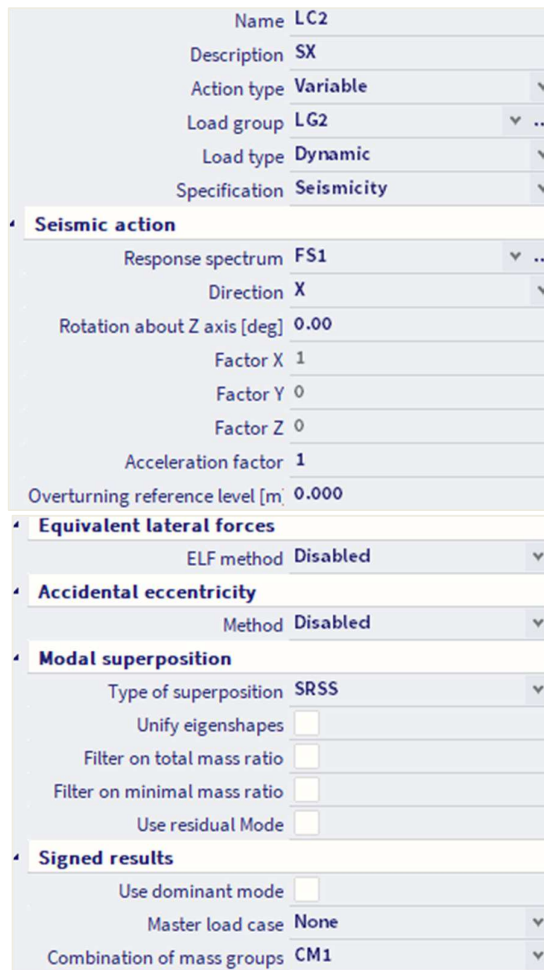 Name LC2
Description SX
Action type Variable
Load group LG2 ..
Load type Dynamic
Specification Seismicity
Seismic action
Response spectrum FS1 ..
Direction X
Rotation about Z axis [deg] 0.00
Factor X 1
Factor Y 0
Factor Z 0
Acceleration factor 1
Overturning reference level [m] 0.000
Equivalent lateral forces
ELF method Disabled
Accidental eccentricity
Method Disabled
Modal superposition
Type of superposition SRSS
Unify eigenshapes
Filter on total mass ratio
Filter on minimal mass ratio
Use residual Mode
Signed results
Use dominant mode
Master load case None
Combination of mass groups CM1